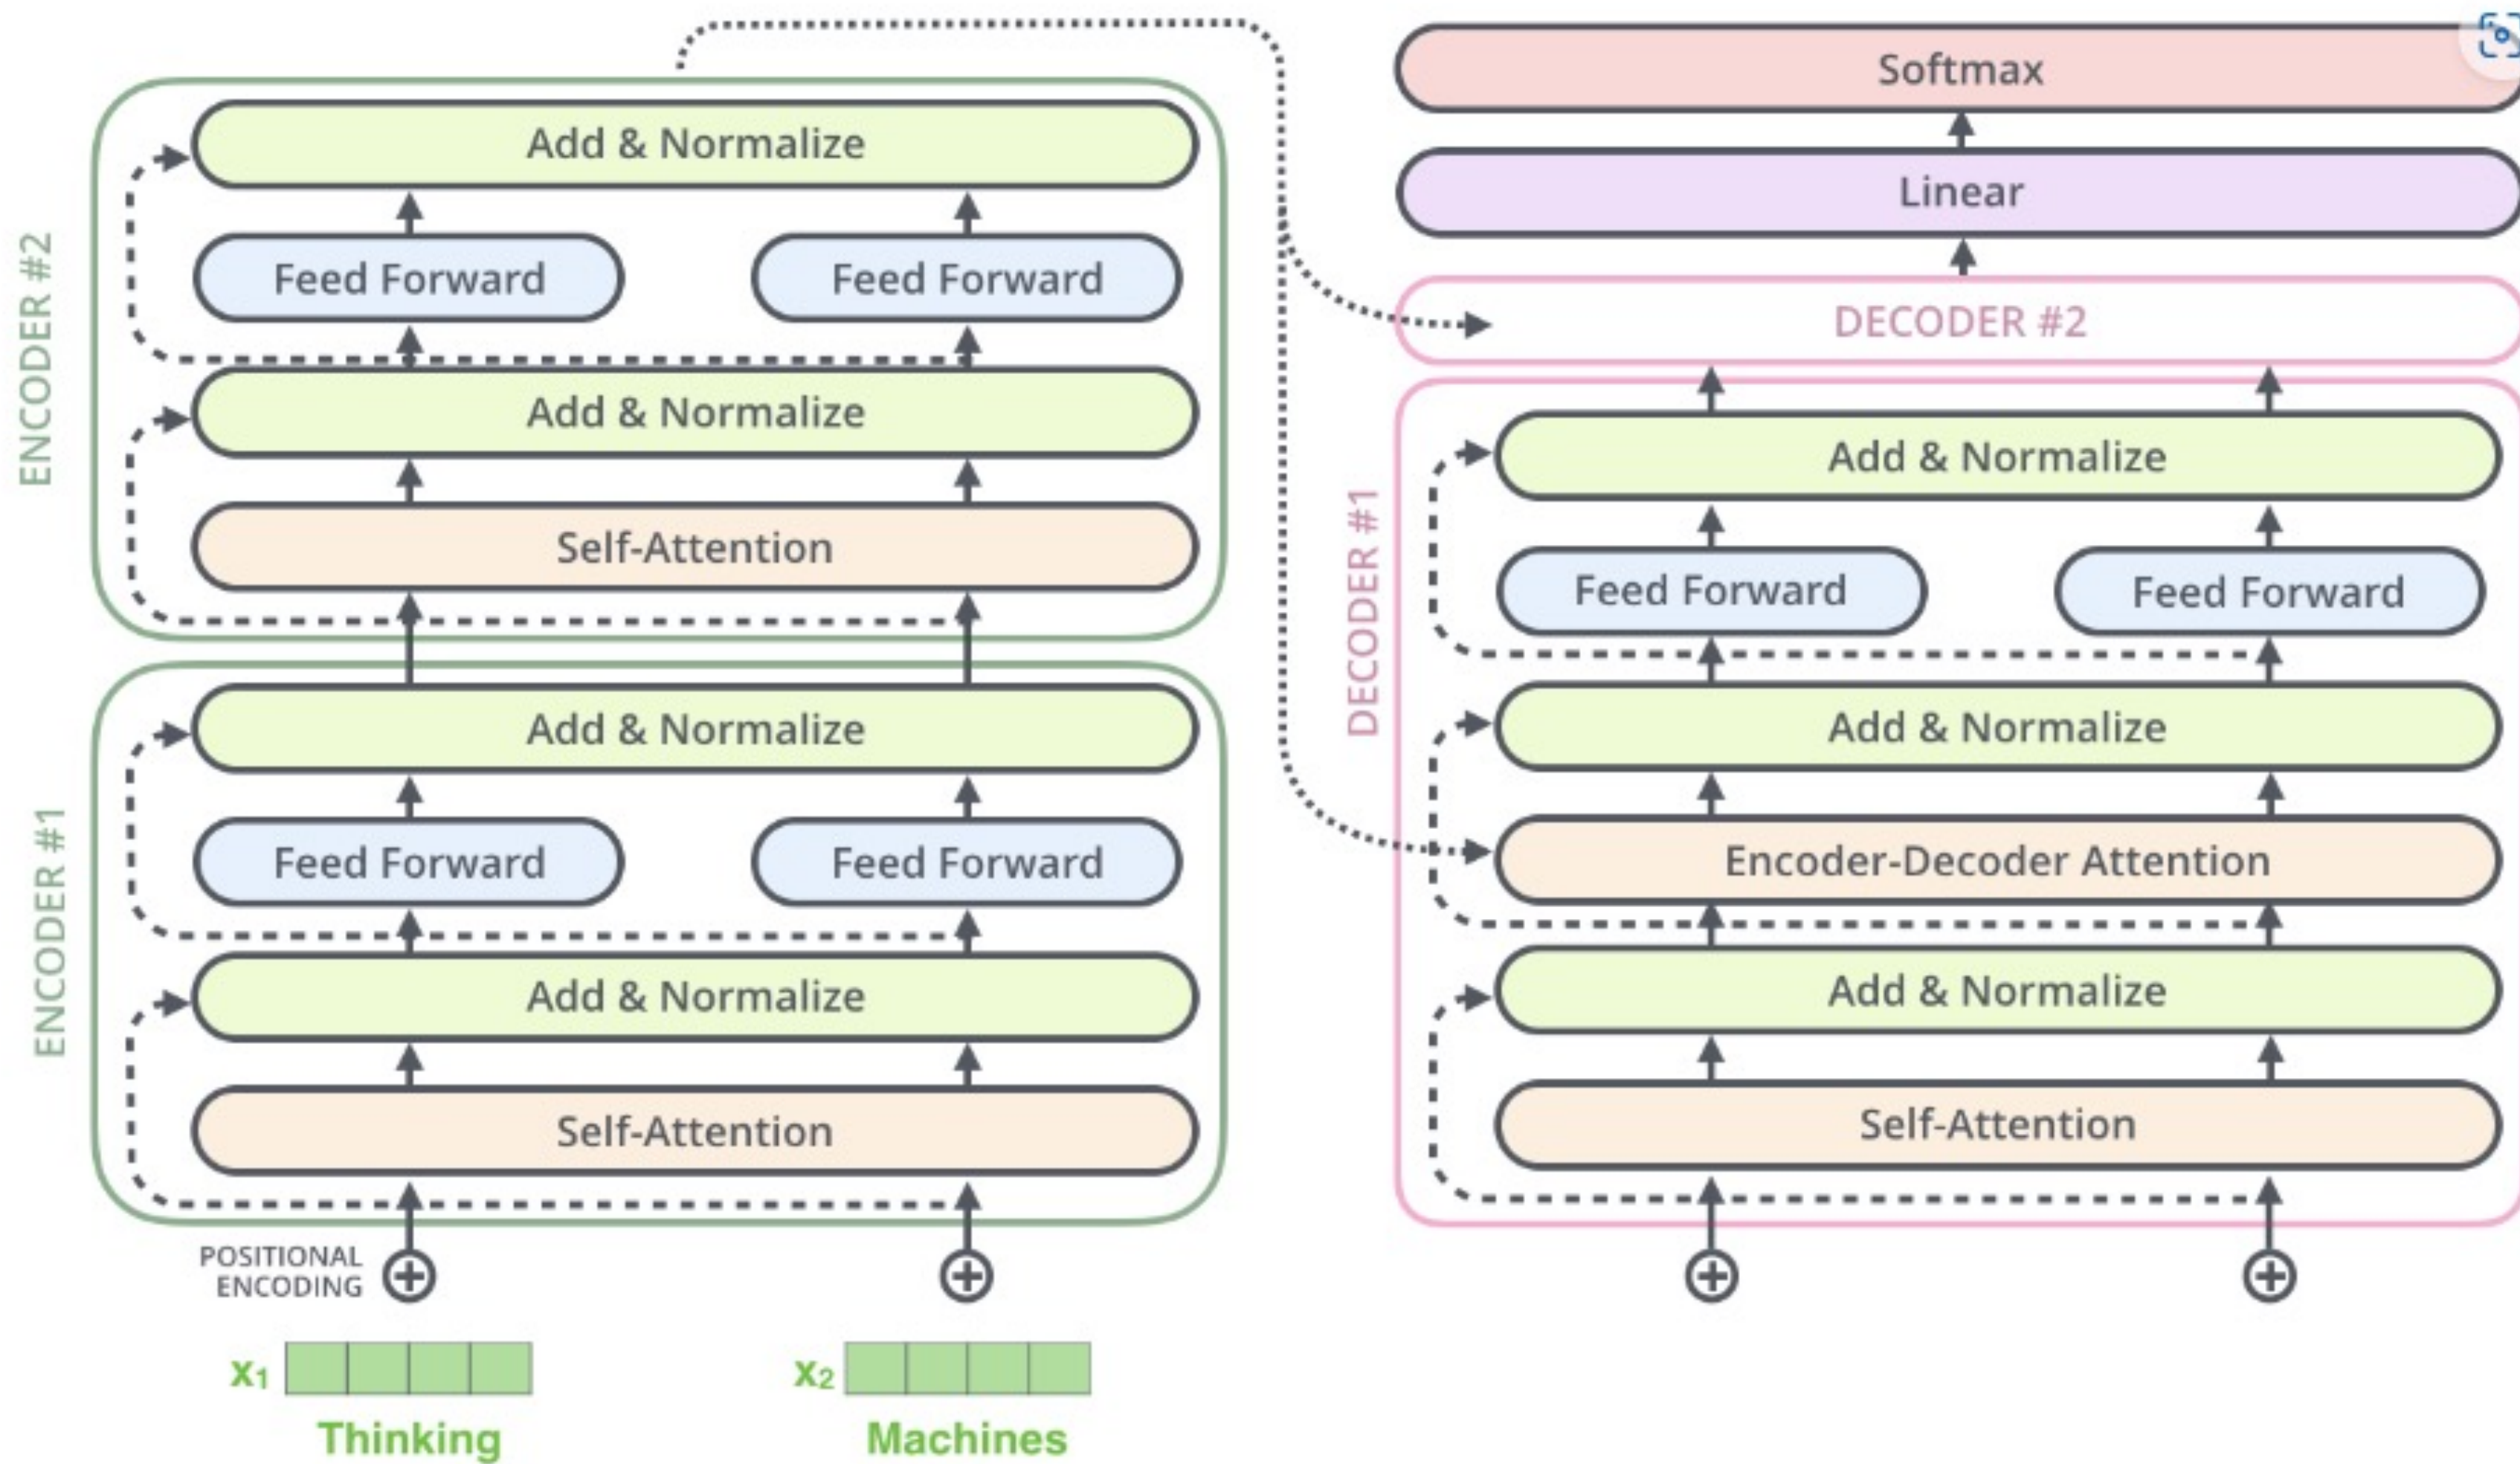 ENCODER #2
Add & Normalize
Feed Forward
Feed Forward
Add & Normalize
Self-Attention
ENCODER #1
Add & Normalize
Feed Forward
Feed Forward
Add & Normalize
Self-Attention
POSITIONAL
ENCODING
x1
x2
Thinking
Machines
Softmax
Linear
DECODER #2
DECODER #1
Add & Normalize
Feed Forward
Feed Forward
Add & Normalize
Encoder-Decoder Attention
Add & Normalize
Self-Attention